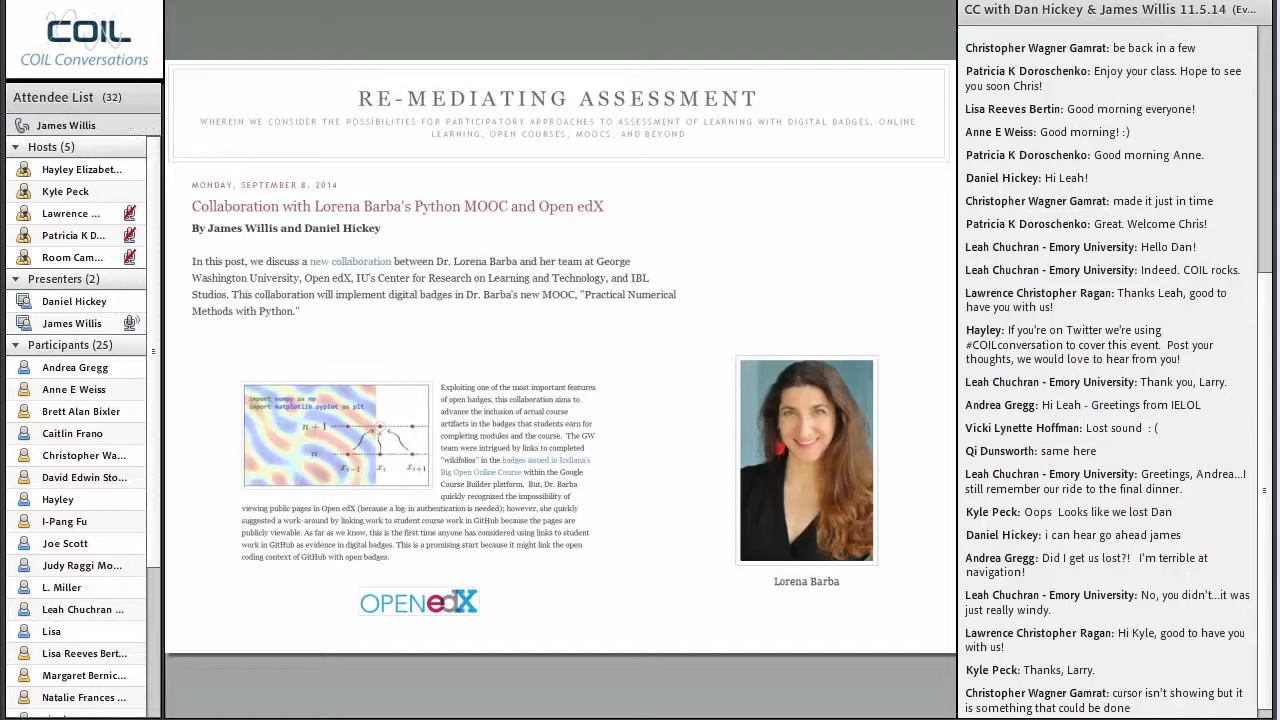 COIL
COIL Conversations
Attendee List (32)
James Willis
Hosts (5)
Hayley Elizabet...
Kyle Peck
Lawrence ...
Patricia K D...
Room Cam...
Presenters (2)
Daniel Hickey
James Willis
Participants (25)
Andrea Gregg
Anne E Weiss
Brett Alan Bixler
Caitlin Frano
Christopher Wa...
David Edwin Sto...
Hayley
I-Pang Fu
Joe Scott
Judy Raggi Mo...
L. Miller
Leah Chuchran ...
Lisa
Lisa Reeves Bert...
Margaret Bernic...
Natalie Frances ...
RE-MEDIATING ASSESSMENT
WHEREIN WE CONSIDER THE POSSIBILITIES FOR PARTICIPATORY APPROACHES TO ASSESSMENT OF LEARNING WITH DIGITAL BADGES, ONLINE
LEARNING, OPEN COURSES, MOOCS, AND BEYOND
MONDAY, SEPTEMBER 8, 2014
Collaboration with Lorena Barba's Python MOOC and Open edX
By James Willis and Daniel Hickey
In this post, we discuss a new collaboration between Dr. Lorena Barba and her team at George
Washington University, Open edX, IU's Center for Research on Learning and Technology, and IBL
Studios. This collaboration will implement digital badges in Dr. Barba's new MOOC, "Practical Numerical
Methods with Python."
import numpy as np
import matplotlib.pyplot as plt
n + 1
n
xi−1 xi xi+1
Exploiting one of the most important features
of open badges, this collaboration aims to
advance the inclusion of actual course
artifacts in the badges that students earn for
completing modules and the course. The GW
team were intrigued by links to completed
"wikifolios" in the badges issued in Indiana's
Big Open Online Course within the Google
Course Builder platform. But, Dr. Barba
quickly recognized the impossibility of
viewing public pages in Open edX (because a log-in authentication is needed); however, she quickly
suggested a work-around by linking work to student course work in GitHub because the pages are
publicly viewable. As far as we know, this is the first time anyone has considered using links to student
work in GitHub as evidence in digital badges. This is a promising start because it might link the open
coding context of GitHub with open badges.
OPENedX
Lorena Barba
CC with Dan Hickey & James Willis 11.5.14 (Ev...
Christopher Wagner Gamrat: be back in a few
Patricia K Doroschenko: Enjoy your class. Hope to see
you soon Chris!
Lisa Reeves Bertin: Good morning everyone!
Anne E Weiss: Good morning! :)
Patricia K Doroschenko: Good morning Anne.
Daniel Hickey: Hi Leah!
Christopher Wagner Gamrat: made it just in time
Patricia K Doroschenko: Great. Welcome Chris!
Leah Chuchran - Emory University: Hello Dan!
Leah Chuchran - Emory University: Indeed. COIL rocks.
Lawrence Christopher Ragan: Thanks Leah, good to
have you with us!
Hayley: If you're on Twitter we're using
#COILconversation to cover this event. Post your
thoughts, we would love to hear from you!
Leah Chuchran - Emory University: Thank you, Larry.
Andrea Gregg: Hi Leah - Greetings from IELOL
Vicki Lynette Hoffman: Lost sound : (
Qi Dunsworth: same here
Leah Chuchran - Emory University: Greetings, Andrea...I
still remember our ride to the final dinner.
Kyle Peck: Oops Looks like we lost Dan
Daniel Hickey: I can hear. Go ahead James
Andrea Gregg: Did I get us lost?! I'm terrible at
navigation!
Leah Chuchran - Emory University: No, you didn't...it was
just really windy.
Lawrence Christopher Ragan: Hi Kyle, good to have you
with us!
Kyle Peck: Thanks, Larry.
Christopher Wagner Gamrat: cursor isn't showing but it
is something that could be done